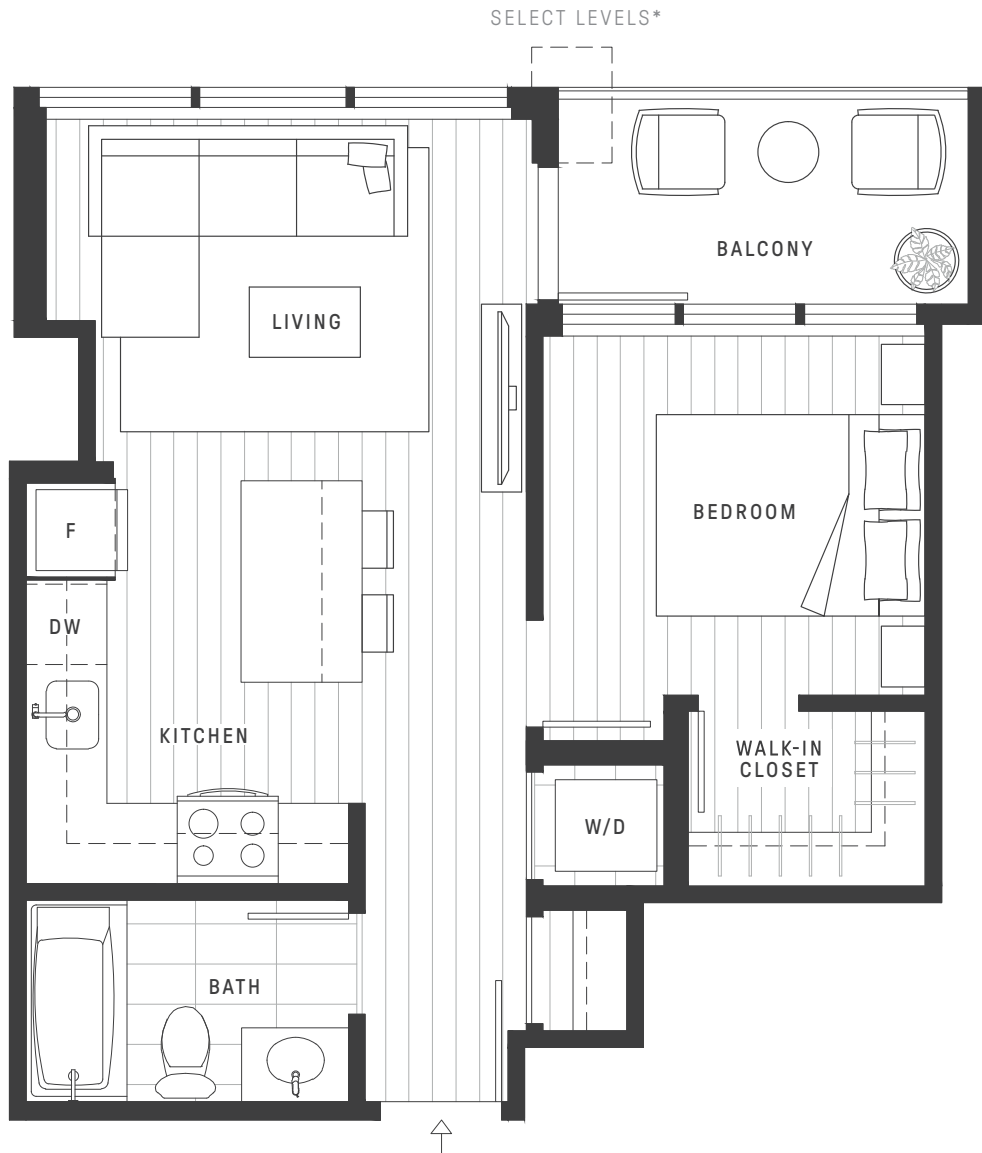 SELECT LEVELS*
BALCONY
LIVING
BEDROOM
F
DW
KITCHEN
WALK-IN
CLOSET
W/D
BATH